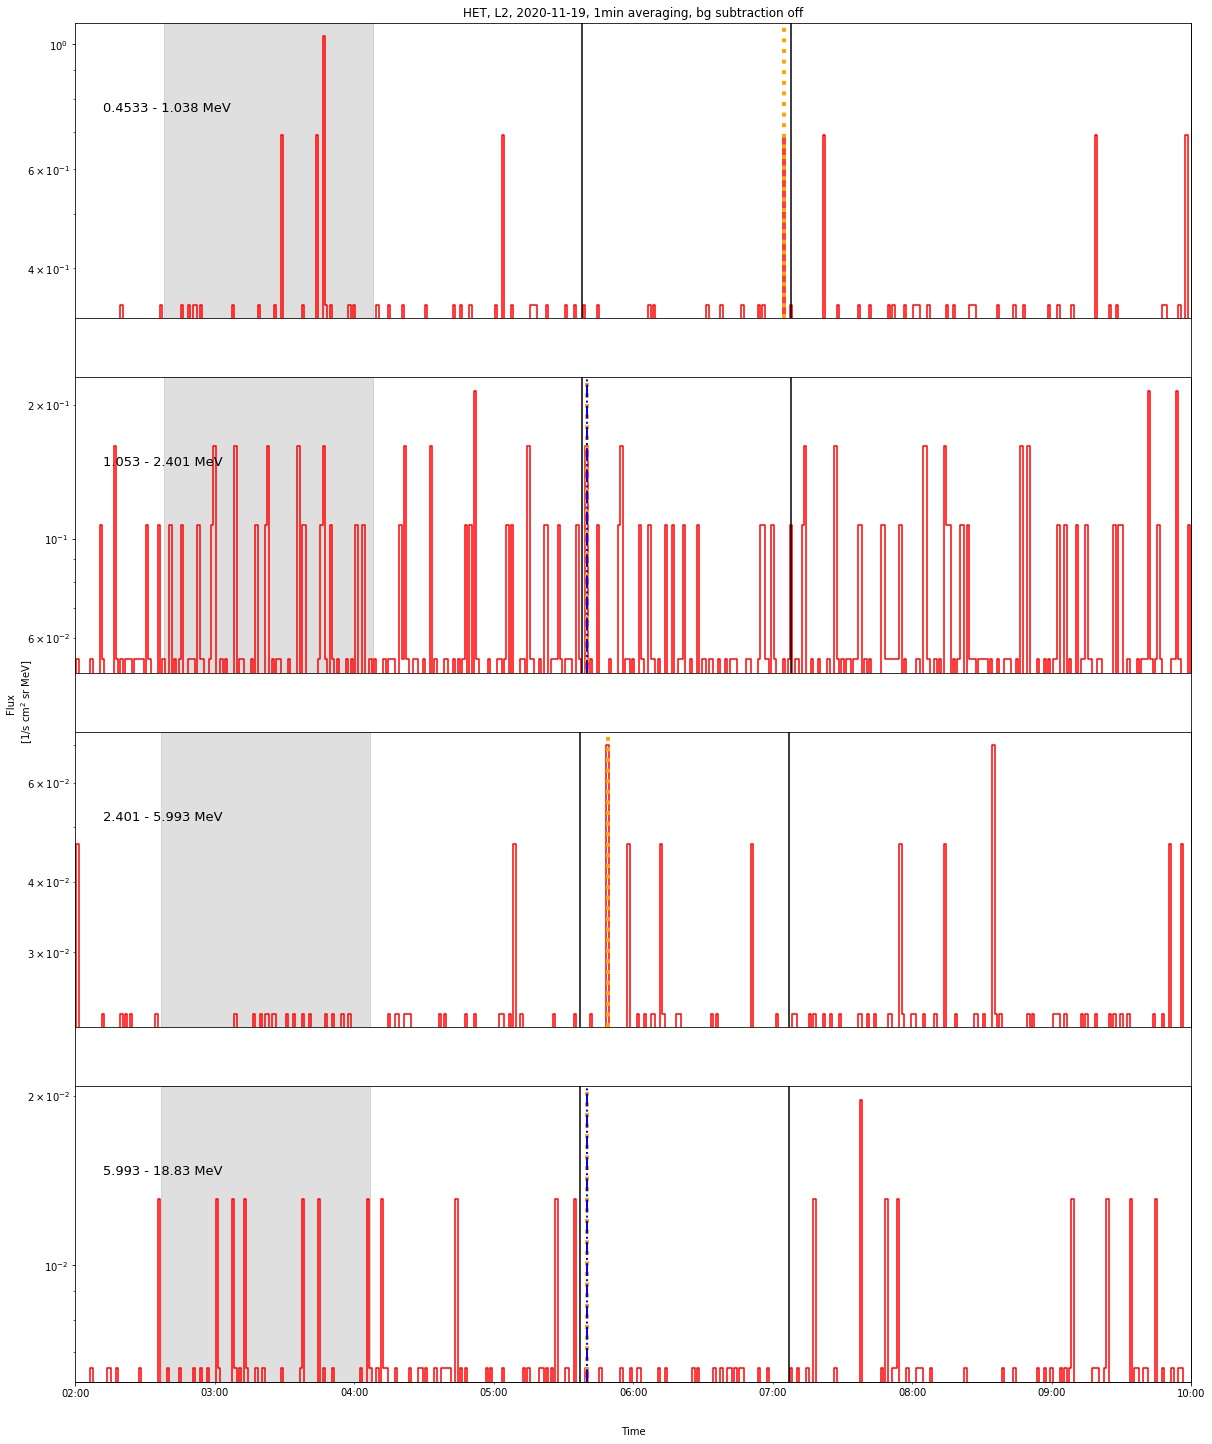 HET, L2, 2020-11-19, 1min averaging, bg subtraction off
10⁰
6 × 10⁻¹
4 × 10⁻¹
0.4533 - 1.038 MeV
2 × 10⁻¹
10⁻¹
6 × 10⁻²
1.053 - 2.401 MeV
Flux
[1/s cm² sr MeV]
6 × 10⁻²
4 × 10⁻²
3 × 10⁻²
2.401 - 5.993 MeV
2 × 10⁻²
10⁻²
5.993 - 18.83 MeV
02:00 03:00 04:00 05:00 06:00 07:00 08:00 09:00 10:00
Time